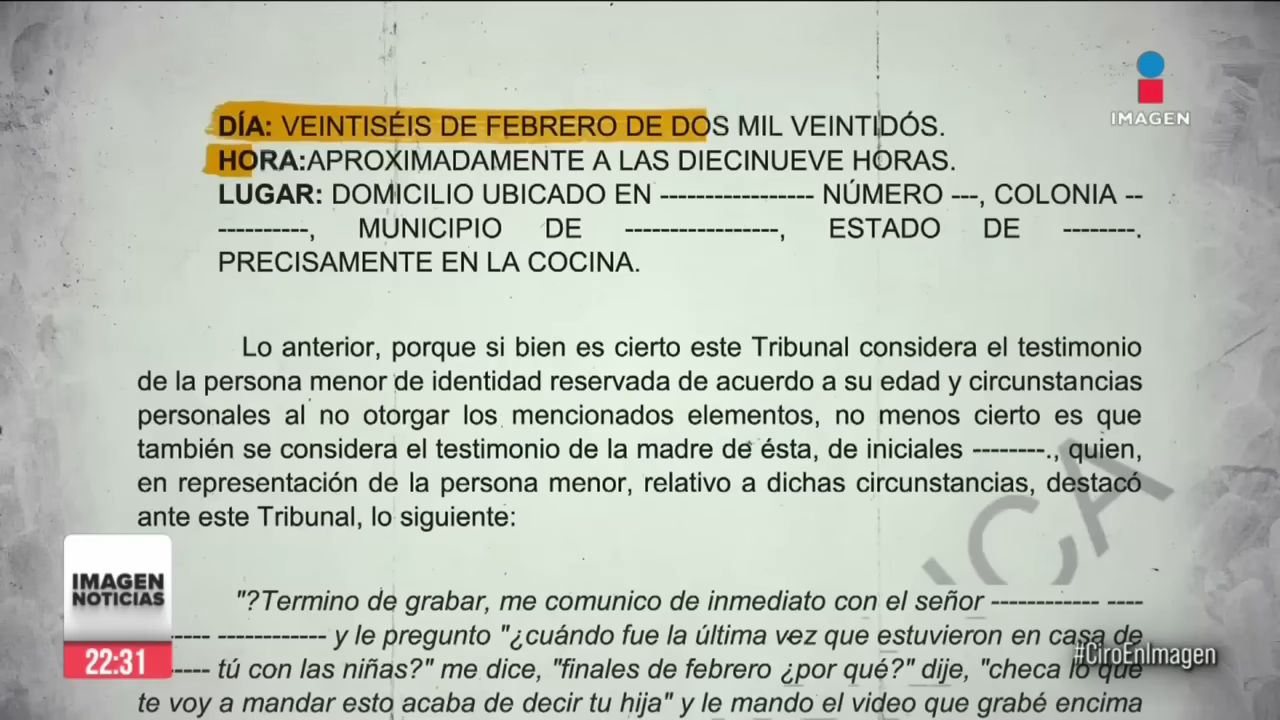 IMAGEN
DÍA: VEINTISÉIS DE FEBRERO DE DOS MIL VEINTIDÓS.
HORA:APROXIMADAMENTE A LAS DIECINUEVE HORAS.
LUGAR: DOMICILIO UBICADO EN ----------------- NÚMERO ---, COLONIA --
----------, MUNICIPIO DE -----------------, ESTADO DE --------.
PRECISAMENTE EN LA COCINA.
Lo anterior, porque si bien es cierto este Tribunal considera el testimonio
de la persona menor de identidad reservada de acuerdo a su edad y circunstancias
personales al no otorgar los mencionados elementos, no menos cierto es que
también se considera el testimonio de la madre de ésta, de iniciales --------., quien,
en representación de la persona menor, relativo a dichas circunstancias, destacó
ante este Tribunal, lo siguiente:
"?Termino de grabar, me comunico de inmediato con el señor ------------ ----
---- ------------ y le pregunto "¿cuándo fue la última vez que estuvieron en casa de
---- tú con las niñas?" me dice, "finales de febrero ¿por qué?" dije, "checa lo que
te voy a mandar esto acaba de decir tu hija" y le mando el video que grabé encima
IMAGEN
NOTICIAS
22:31
#CiroEnImagen